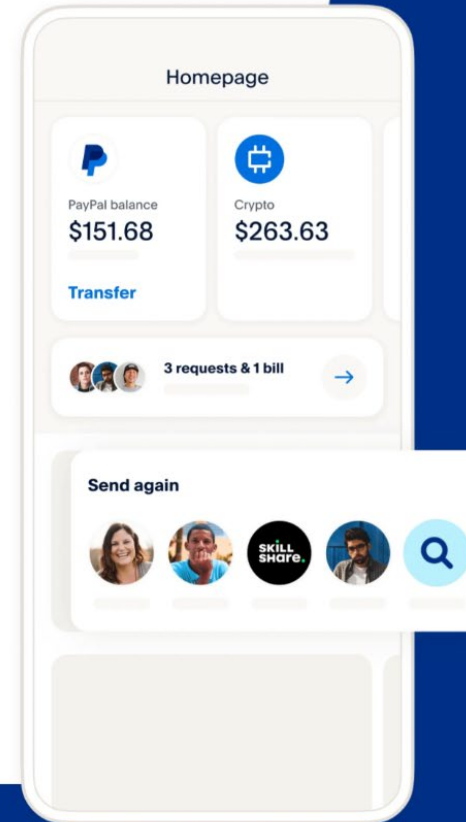 Homepage
PayPal balance
$151.68
Transfer
Crypto
$263.63
3 requests & 1 bill
Send again
SKILL
SHare.